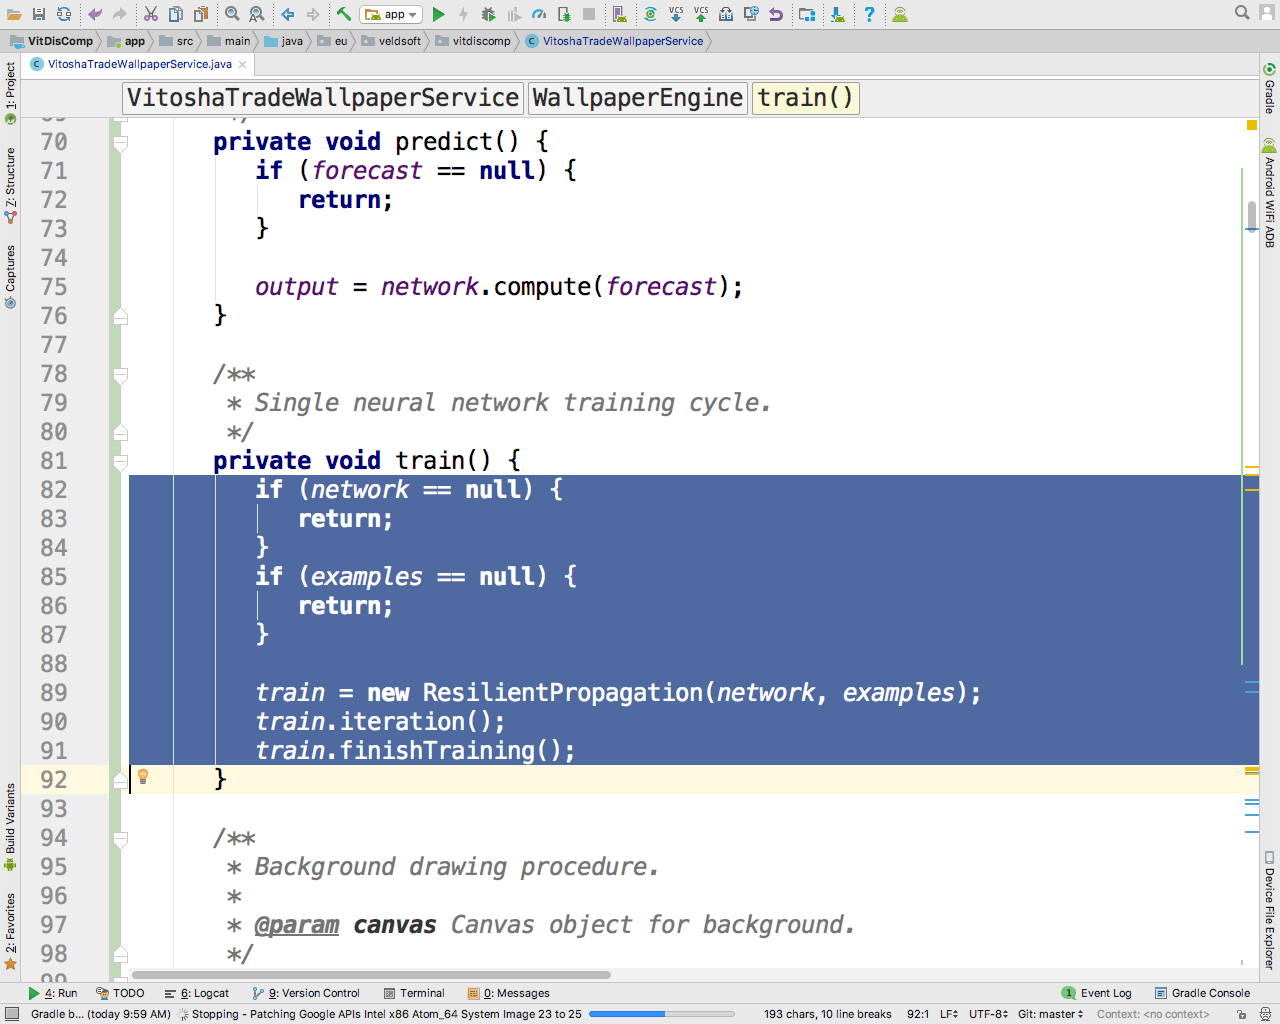 app
VitDisComp app src main java eu veldsoft vitdiscomp VitoshaTradeWallpaperService
VitoshaTradeWallpaperService.java
VitoshaTradeWallpaperService WallpaperEngine train()
70 private void predict() {
71 if (forecast == null) {
72 return;
73 }
74
75 output = network.compute(forecast);
76 }
77
78 /**
79 * Single neural network training cycle.
80 */
81 private void train() {
82 if (network == null) {
83 return;
84 }
85 if (examples == null) {
86 return;
87 }
88
89 train = new ResilientPropagation(network, examples);
90 train.iteration();
91 train.finishTraining();
92 }
93
94 /**
95 * Background drawing procedure.
96 *
97 * @param canvas Canvas object for background.
98 */
1: Project
7: Structure
Captures
Build Variants
2: Favorites
Gradle
Android WiFi ADB
Device File Explorer
4: Run TODO 6: Logcat 9: Version Control Terminal 0: Messages 1 Event Log Gradle Console
Gradle b... (today 9:59 AM) Stopping - Patching Google APIs Intel x86 Atom_64 System Image 23 to 25 193 chars, 10 line breaks 92:1 LF UTF-8 Git: master Context: <no context>